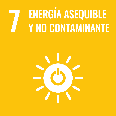 7 ENERGÍA ASEQUIBLE
Y NO CONTAMINANTE